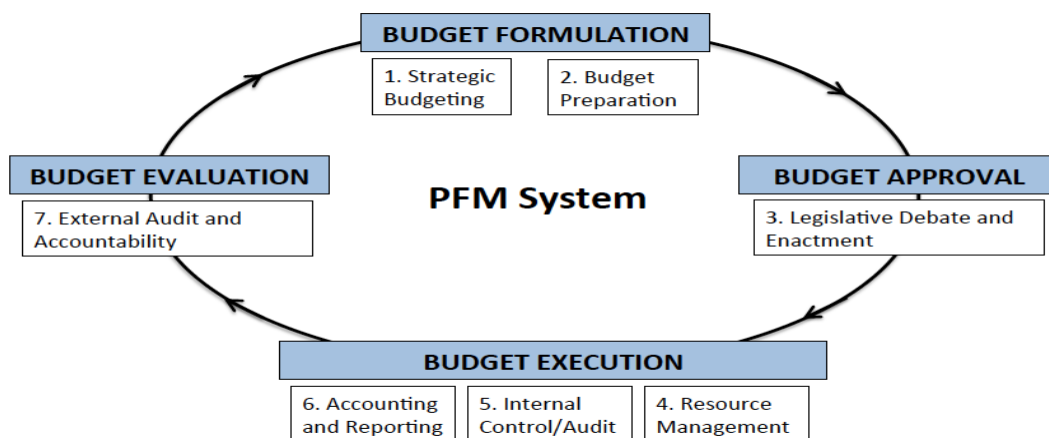 BUDGET FORMULATION
1. Strategic
Budgeting
2. Budget
Preparation
BUDGET EVALUATION
7. External Audit and
Accountability
PFM System
BUDGET APPROVAL
3. Legislative Debate and
Enactment
BUDGET EXECUTION
6. Accounting
and Reporting
5. Internal
Control/Audit
4. Resource
Management